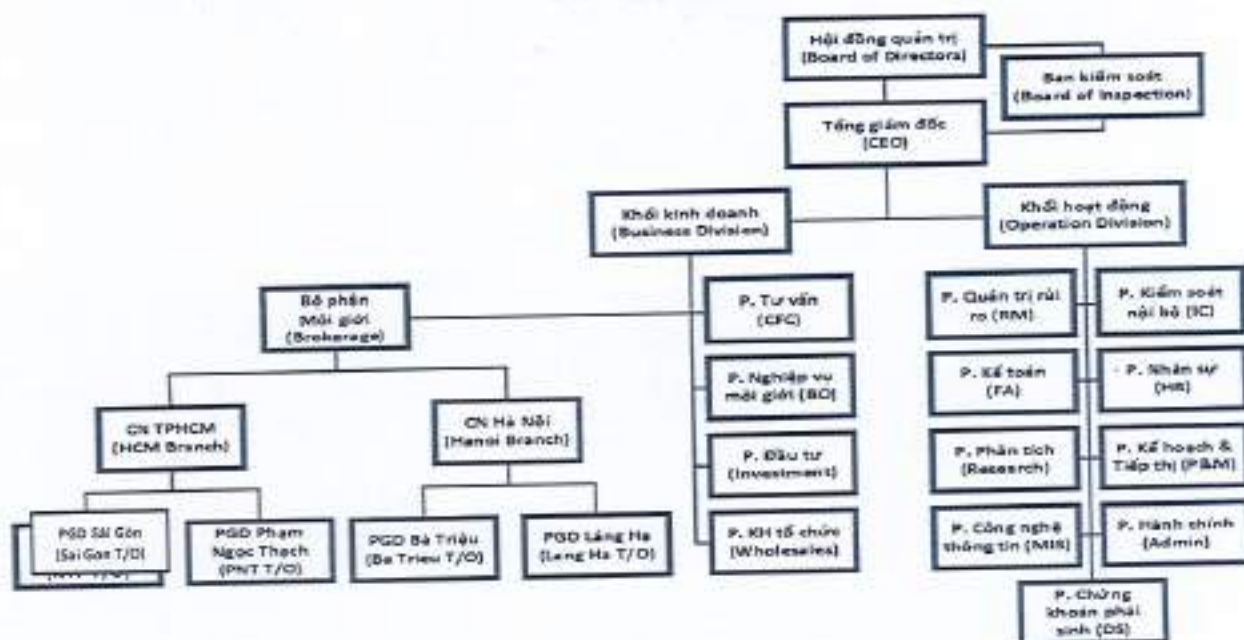 Hội đồng quản trị
(Board of Directors)
Ban kiểm soát
(Board of Inspection)
Tổng giám đốc
(CEO)
Khối kinh doanh
(Business Division)
Khối hoạt động
(Operation Division)
Bộ phận
Môi giới
(Brokerage)
P. Tư vấn
(CFC)
P. Quản trị rủi
ro (RM)
P. Kiểm soát
nội bộ (IC)
P. Nghiệp vụ
môi giới (BO)
P. Kế toán
(FA)
- P. Nhân sự
(HR)
CN TPHCM
(HCM Branch)
CN Hà Nội
(Hanoi Branch)
P. Đầu tư
(Investment)
P. Phân tích
(Research)
P. Kế hoạch &
Tiếp thị (P&M)
PGD Sài Gòn
(Sai Gon T/O)
T/O)
PGD Phạm
Ngọc Thạch
(PNT T/O)
PGD Bà Triệu
(Ba Trieu T/O)
PGD Láng Hạ
(Lang Ha T/O)
P. KH tổ chức
(Wholesales)
P. Công nghệ
thông tin (MIS)
P. Hành chính
(Admin)
P. Chứng
khoán phái
sinh (DS)